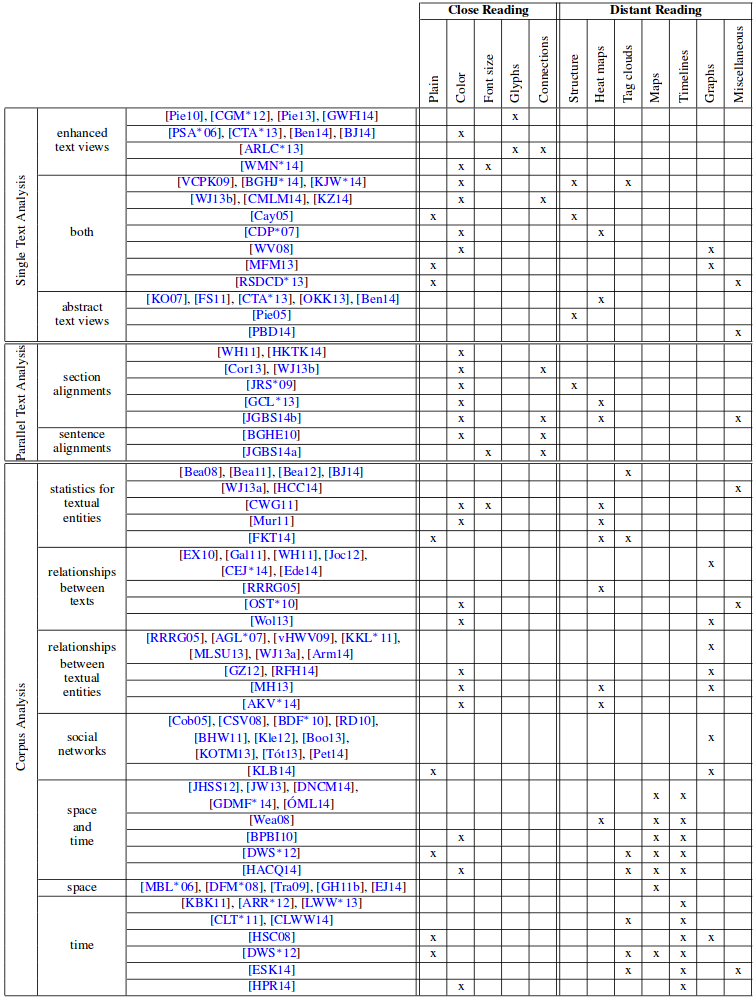 Close Reading Distant Reading
Plain Color Font size Glyphs Connections Structure Heat maps Tag clouds Maps Timelines Graphs Miscellaneous
Single Text Analysis
enhanced text views
[Pie10], [CGM*12], [Pie13], [GWFI14] x
[PSA*06], [CTA*13], [Ben14], [BJ14] x
[ARLC*13] x x
[WMN*14] x x
both
[VCPK09], [BGHJ*14], [KJW*14] x x x
[WJ13b], [CMLM14], [KZ14] x x
[Cay05] x x
[CDP*07] x x
[WV08] x x
[MFM13] x x
[RSDCD*13] x x
abstract text views
[KO07], [FS11], [CTA*13], [OKK13], [Ben14] x
[Pie05] x
[PBD14] x
Parallel Text Analysis
section alignments
[WH11], [HKTK14] x
[Cor13], [WJ13b] x x
[JRS*09] x x
[GCL*13] x x
[JGBS14b] x x x x
sentence alignments
[BGHE10] x x
[JGBS14a] x x
Corpus Analysis
statistics for textual entities
[Bea08], [Bea11], [Bea12], [BJ14] x
[WJ13a], [HCC14] x
[CWG11] x x x
[Mur11] x x
[FKT14] x x x
relationships between texts
[EX10], [Gal11], [WH11], [Joc12],
[CEJ*14], [Ede14] x
[RRRG05] x
[OST*10] x x
[Wol13] x x
relationships between textual entities
[RRRG05], [AGL*07], [vHWV09], [KKL*11],
[MLSU13], [WJ13a], [Arm14] x
[GZ12], [RFH14] x x
[MH13] x x x
[AKV*14] x x
social networks
[Cob05], [CSV08], [BDF*10], [RD10],
[BHW11], [Kle12], [Boo13],
[KOTM13], [Tót13], [Pet14] x
[KLB14] x x
space and time
[JHSS12], [JW13], [DNCM14],
[GDMF*14], [ÓML14] x x
[Wea08] x x x
[BPBI10] x x x
[DWS*12] x x x x
[HACQ14] x x x x
space
[MBL*06], [DFM*08], [Tra09], [GH11b], [EJ14] x
time
[KBK11], [ARR*12], [LWW*13] x
[CLT*11], [CLWW14] x x
[HSC08] x x x
[DWS*12] x x x x
[ESK14] x x x
[HPR14] x x